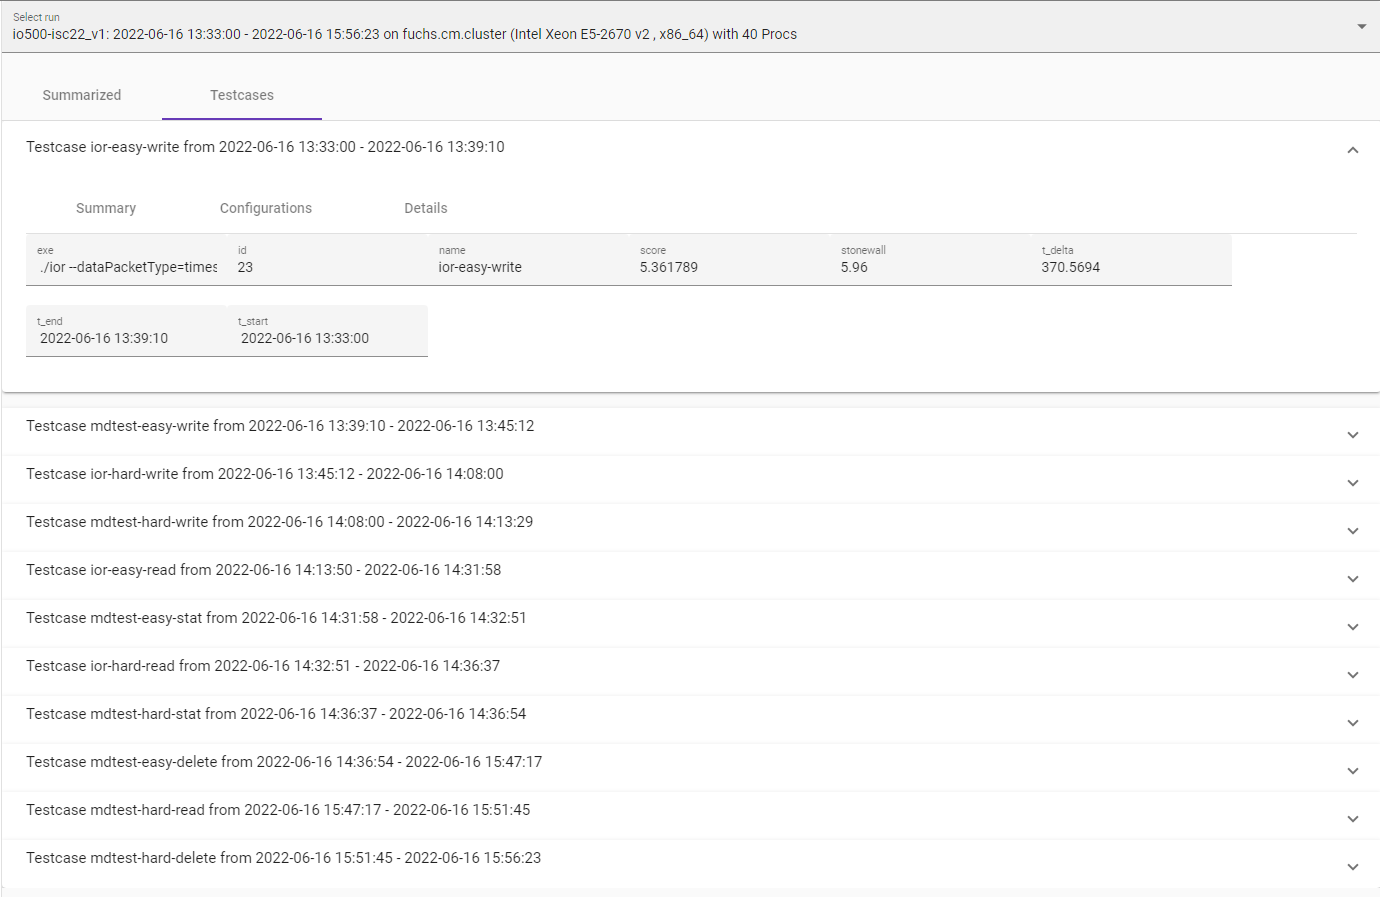 Select run
io500-isc22_v1: 2022-06-16 13:33:00 - 2022-06-16 15:56:23 on fuchs.cm.cluster (Intel Xeon E5-2670 v2 , x86_64) with 40 Procs
Summarized Testcases
Testcase ior-easy-write from 2022-06-16 13:33:00 - 2022-06-16 13:39:10
Summary Configurations Details
exe id name score stonewall t_delta
./ior --dataPacketType=times 23 ior-easy-write 5.361789 5.96 370.5694
t_end t_start
2022-06-16 13:39:10 2022-06-16 13:33:00
Testcase mdtest-easy-write from 2022-06-16 13:39:10 - 2022-06-16 13:45:12
Testcase ior-hard-write from 2022-06-16 13:45:12 - 2022-06-16 14:08:00
Testcase mdtest-hard-write from 2022-06-16 14:08:00 - 2022-06-16 14:13:29
Testcase ior-easy-read from 2022-06-16 14:13:50 - 2022-06-16 14:31:58
Testcase mdtest-easy-stat from 2022-06-16 14:31:58 - 2022-06-16 14:32:51
Testcase ior-hard-read from 2022-06-16 14:32:51 - 2022-06-16 14:36:37
Testcase mdtest-hard-stat from 2022-06-16 14:36:37 - 2022-06-16 14:36:54
Testcase mdtest-easy-delete from 2022-06-16 14:36:54 - 2022-06-16 15:47:17
Testcase mdtest-hard-read from 2022-06-16 15:47:17 - 2022-06-16 15:51:45
Testcase mdtest-hard-delete from 2022-06-16 15:51:45 - 2022-06-16 15:56:23